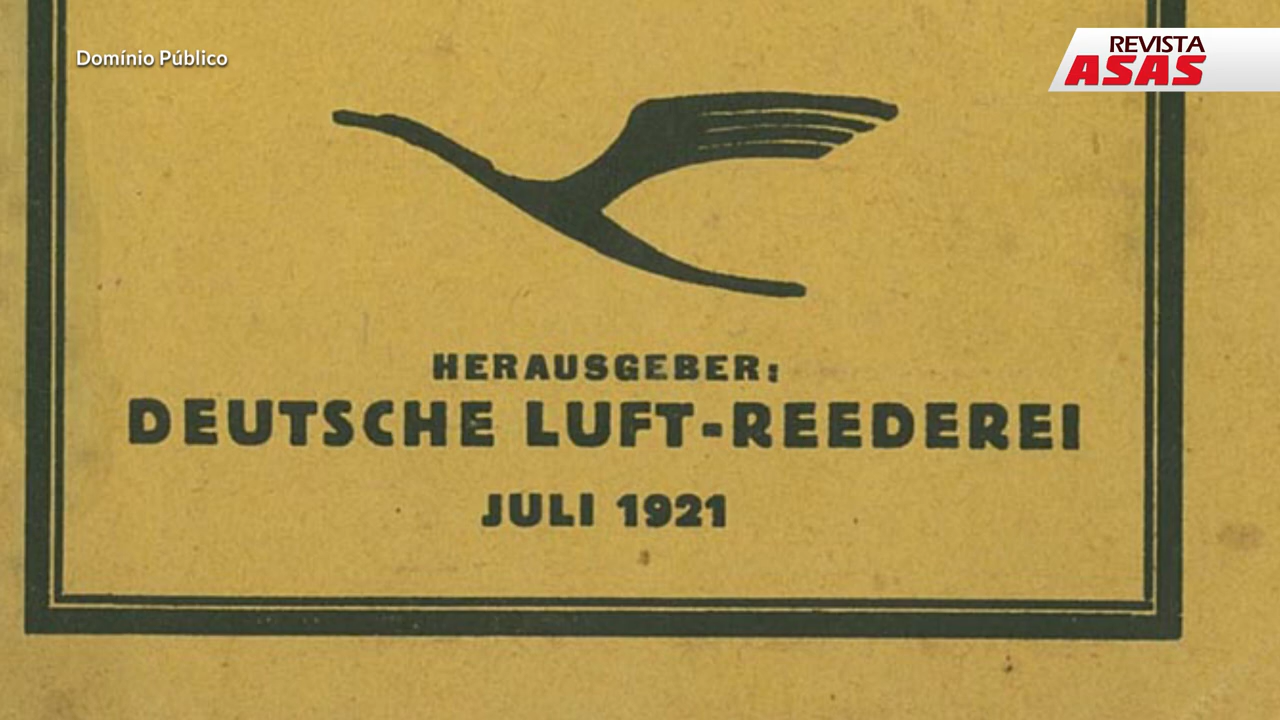 Domínio Público
REVISTA
ASAS
HERAUSGEBER:
DEUTSCHE LUFT-REEDEREI
JULI 1921